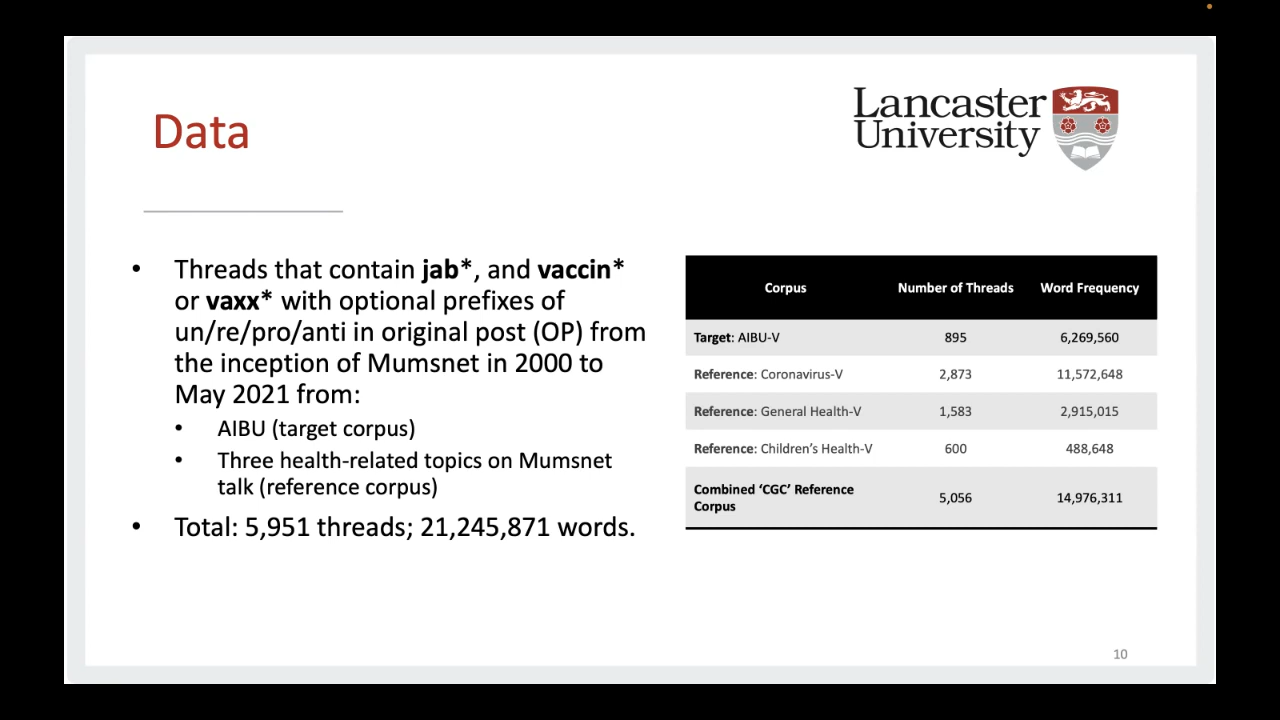 Data
Lancaster
University
• Threads that contain jab*, and vaccin*
or vaxx* with optional prefixes of
un/re/pro/anti in original post (OP) from
the inception of Mumsnet in 2000 to
May 2021 from:
• AIBU (target corpus)
• Three health-related topics on Mumsnet
talk (reference corpus)
• Total: 5,951 threads; 21,245,871 words.
Corpus Number of Threads Word Frequency
Target: AIBU-V 895 6,269,560
Reference: Coronavirus-V 2,873 11,572,648
Reference: General Health-V 1,583 2,915,015
Reference: Children's Health-V 600 488,648
Combined ‘CGC’ Reference
Corpus 5,056 14,976,311
10